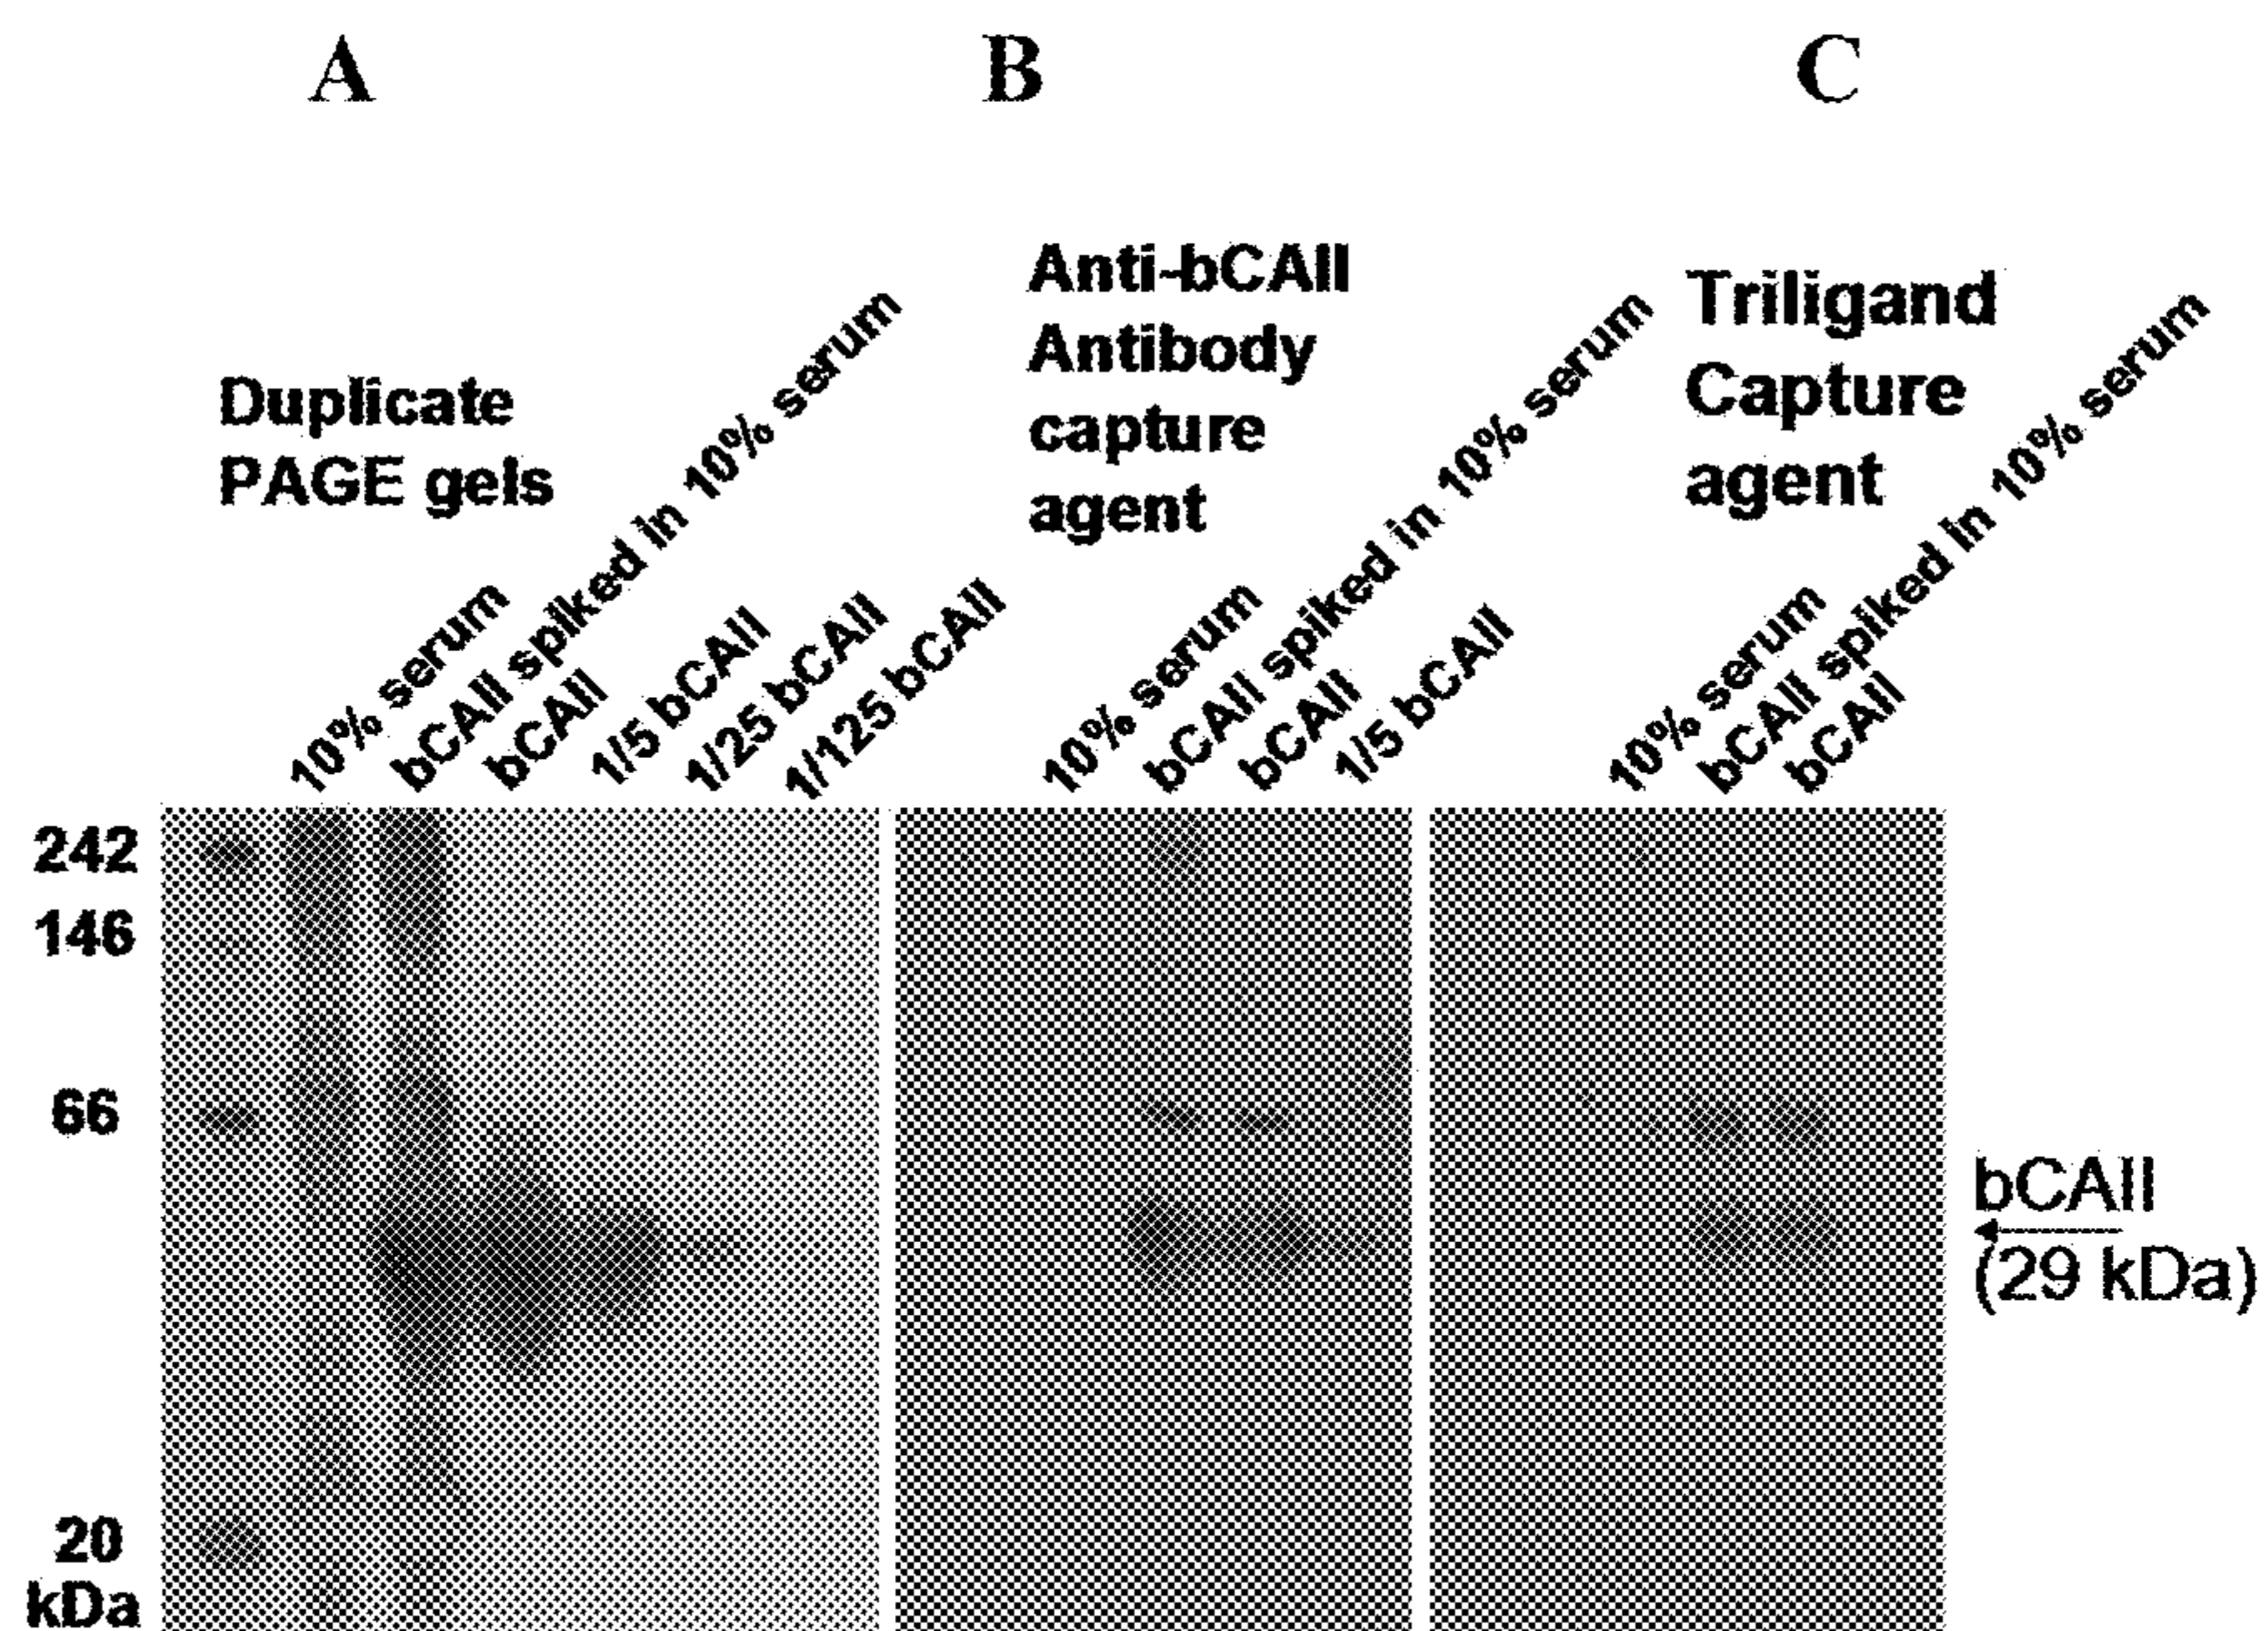 A
B
C
Duplicate
PAGE gels
Anti-bCAII
Antibody
capture
agent
Triligand
Capture
agent
10% serum
bCAII spiked in 10% serum
bCAII
1/5 bCAII
1/25 bCAII
1/125 bCAII
10% serum
bCAII spiked in 10% serum
bCAII
1/5 bCAII
10% serum
bCAII spiked in 10% serum
bCAII
242
146
66
20
kDa
bCAII
(29 kDa)